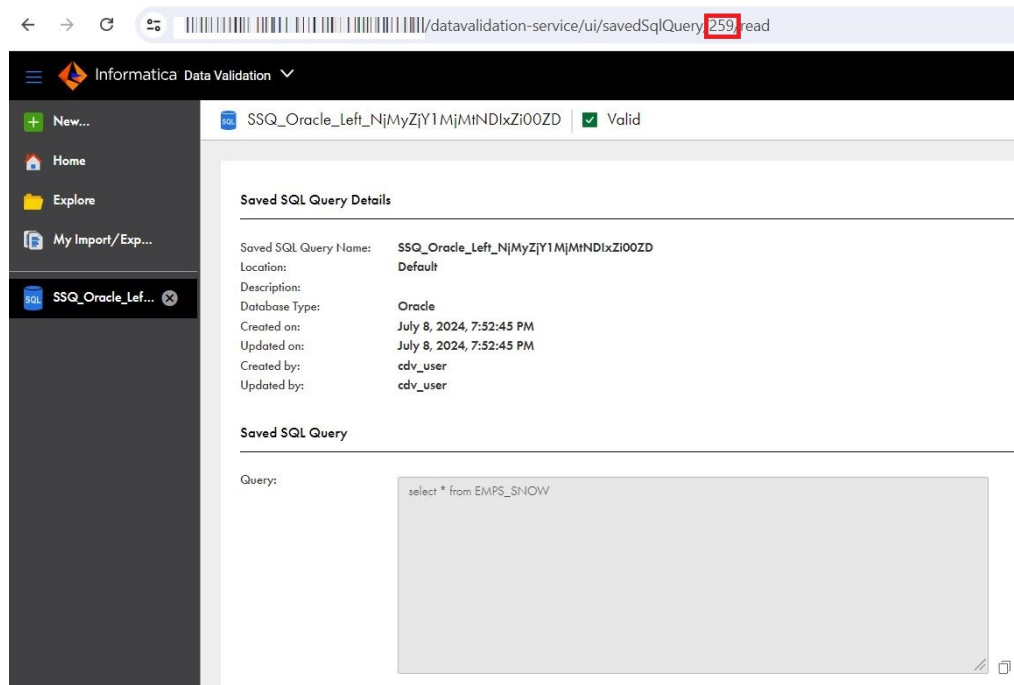 /datavalidation-service/ui/savedSqlQuery/259/read
Informatica Data Validation
New...
Home
Explore
My Import/Exp...
SQL SSQ_Oracle_Lef...
SQL SSQ_Oracle_Left_NjMyZjY1MjMtNDIxZi00ZD Valid
Saved SQL Query Details
Saved SQL Query Name: SSQ_Oracle_Left_NjMyZjY1MjMtNDIxZi00ZD
Location: Default
Description:
Database Type: Oracle
Created on: July 8, 2024, 7:52:45 PM
Updated on: July 8, 2024, 7:52:45 PM
Created by: cdv_user
Updated by: cdv_user
Saved SQL Query
Query:
select * from EMPS_SNOW